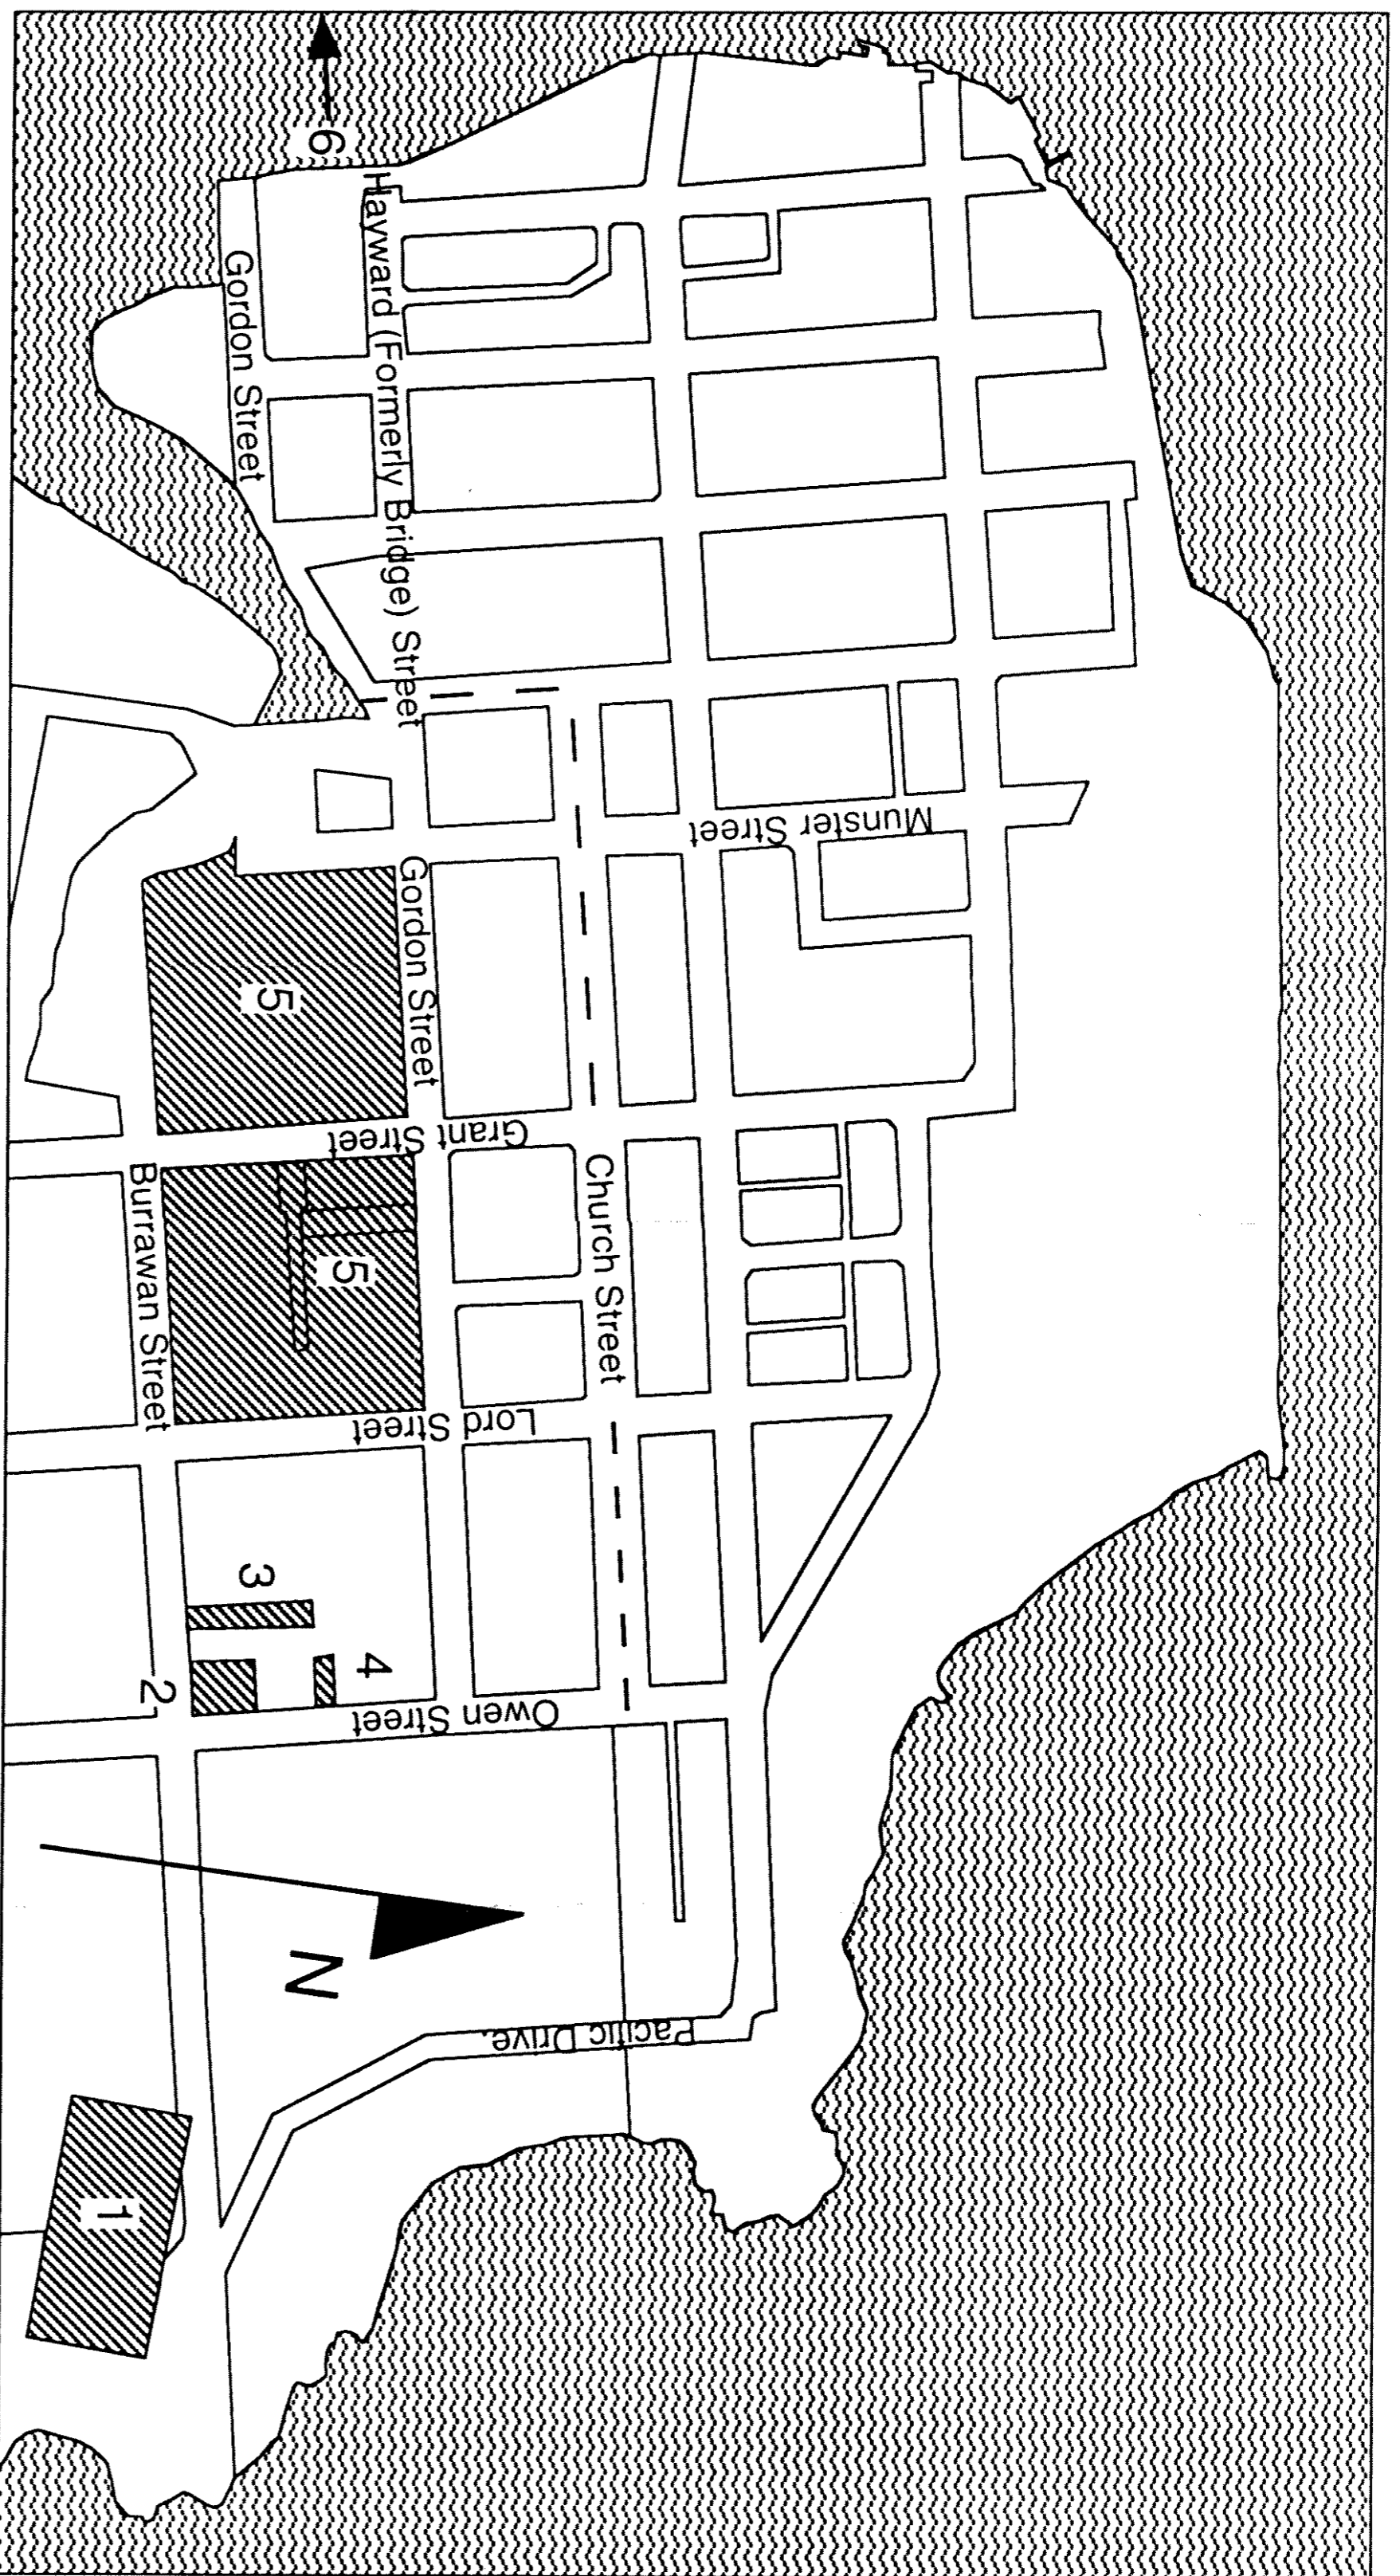 6
Hayward (Formerly Bridge) Street
Gordon Street
Munster Street
Gordon Street
5
Grant Street
Church Street
Burrawan Street
5
Lord Street
3
4
2
Owen Street
N
Pacific Drive.
1